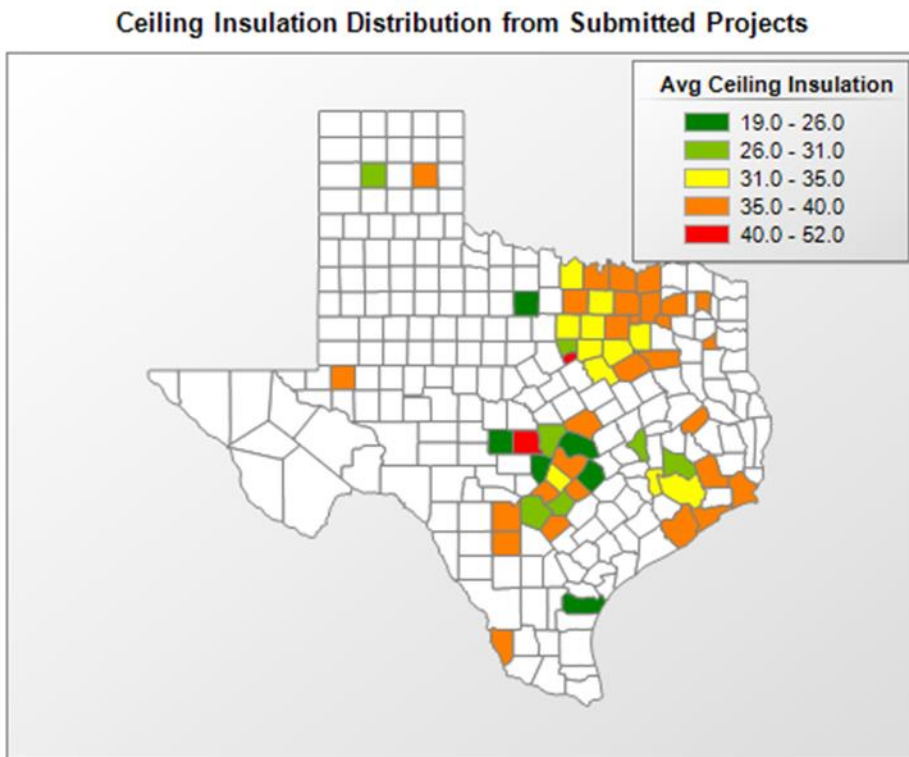 Ceiling Insulation Distribution from Submitted Projects
Avg Ceiling Insulation
19.0 - 26.0
26.0 - 31.0
31.0 - 35.0
35.0 - 40.0
40.0 - 52.0